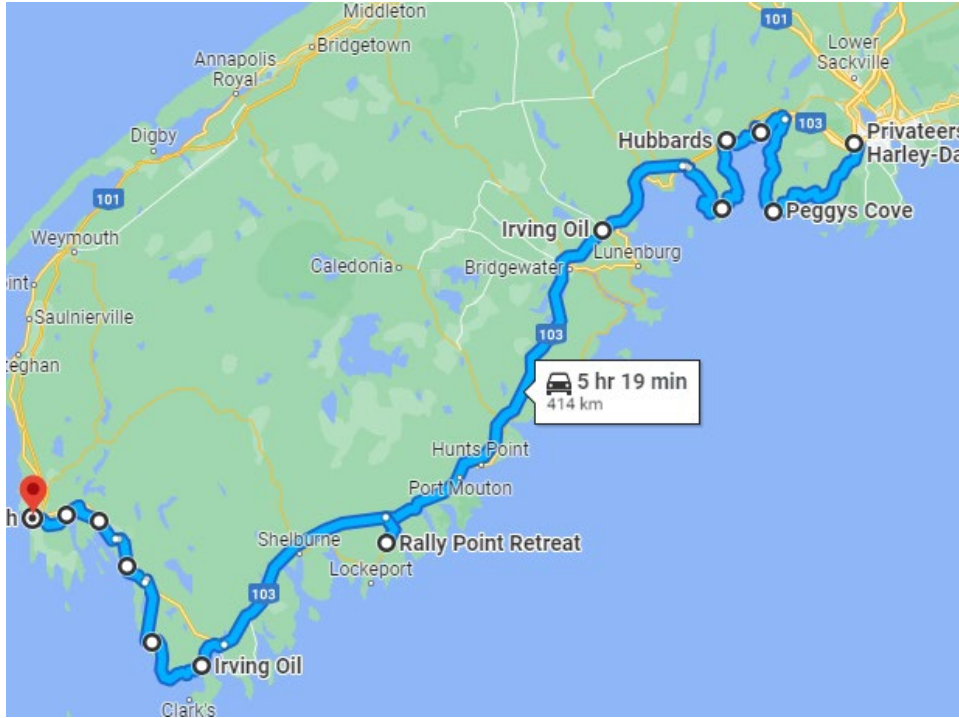 Middleton
101
Lower
Sackville
Bridgetown
Annapolis
Royal
103
Privateers
Harley-Da
Hubbards
Digby
101
Peggys Cove
Irving Oil
Weymouth
Lunenburg
Caledonia
Bridgewater
int
Saulnierville
103
teghan
5 hr 19 min
414 km
Hunts Point
Port Mouton
h
Shelburne
Rally Point Retreat
Lockeport
103
Irving Oil
Clark's